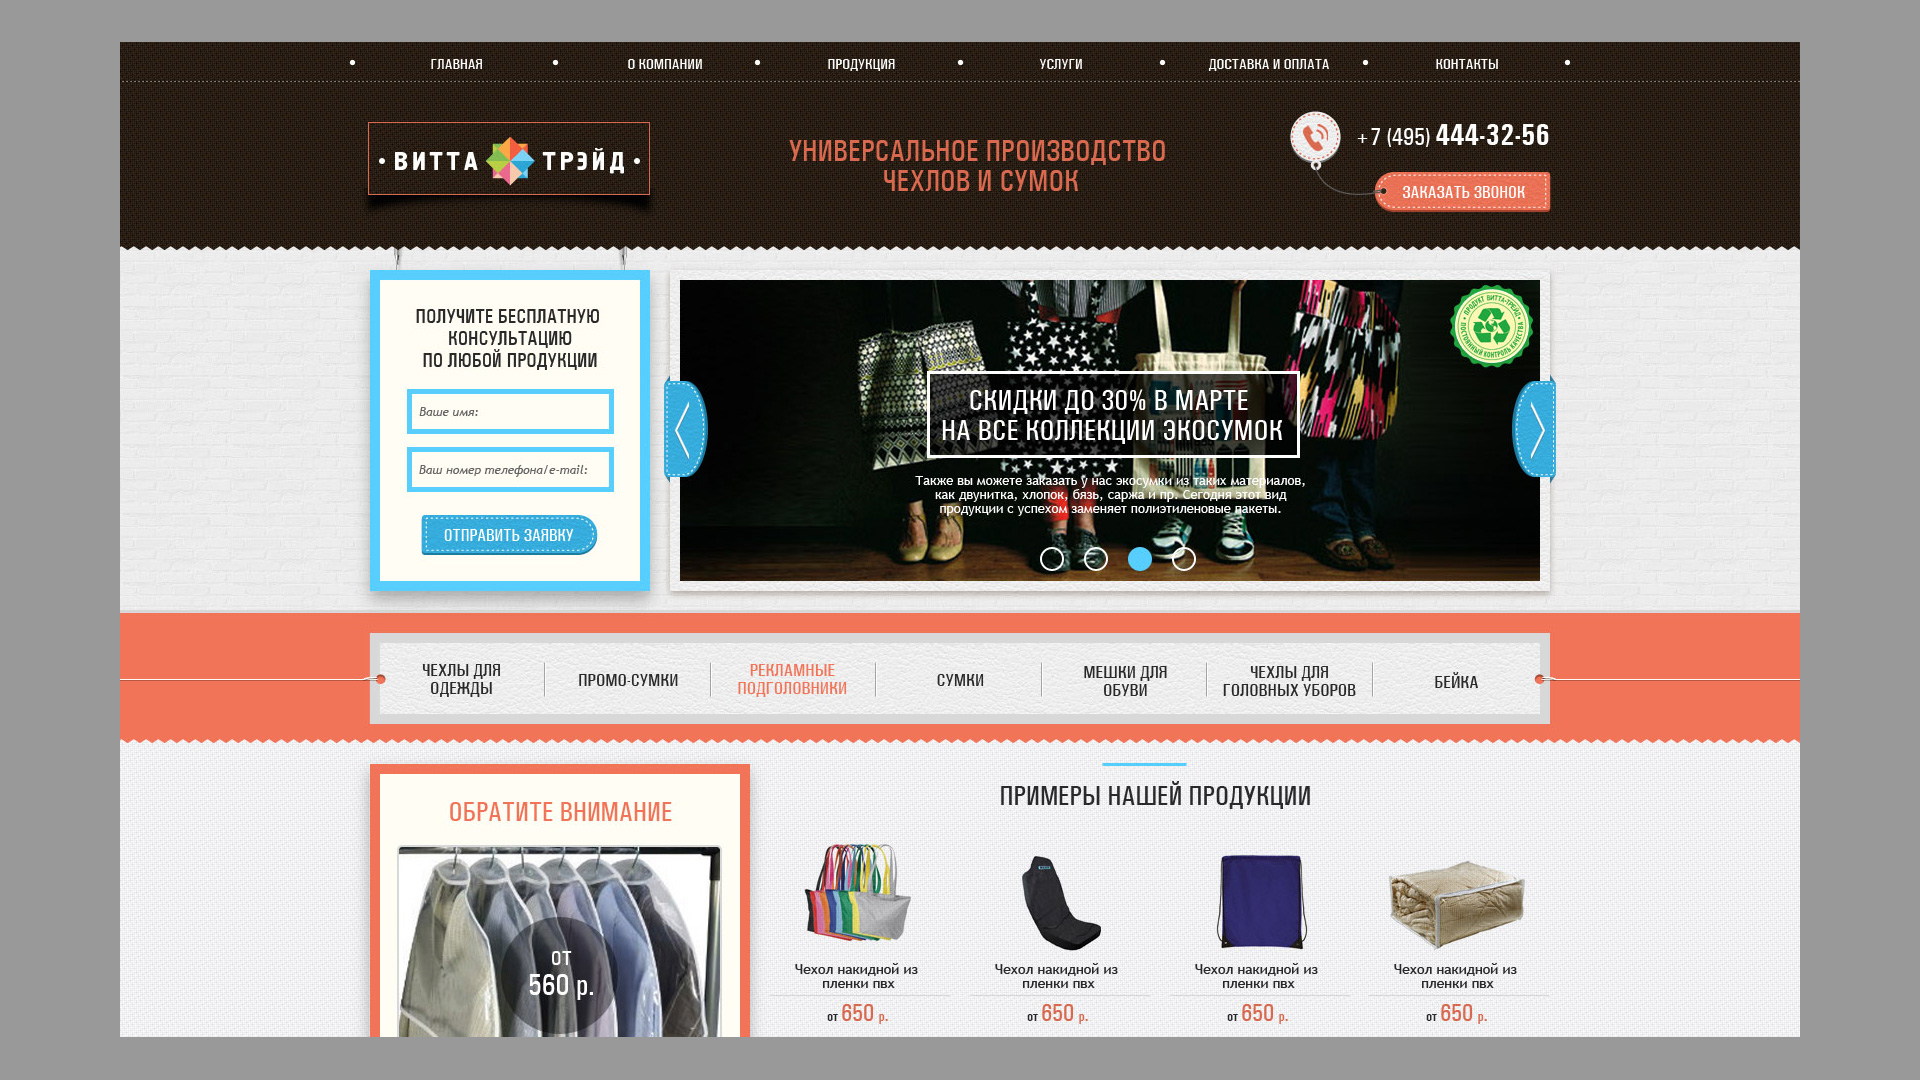 ГЛАВНАЯ
О КОМПАНИИ
ПРОДУКЦИЯ
УСЛУГИ
ДОСТАВКА И ОПЛАТА
КОНТАКТЫ
ВИТТА ТРЭЙД
УНИВЕРСАЛЬНОЕ ПРОИЗВОДСТВО
ЧЕХЛОВ И СУМОК
+7 (495) 444-32-56
ЗАКАЗАТЬ ЗВОНОК
ПОЛУЧИТЕ БЕСПЛАТНУЮ
КОНСУЛЬТАЦИЮ
ПО ЛЮБОЙ ПРОДУКЦИИ
Ваше имя:
Ваш номер телефона/e-mail:
ОТПРАВИТЬ ЗАЯВКУ
ПРОДУКТ ВИТТА-ТРЕЙД
ПОСТОЯННЫЙ КОНТРОЛЬ КАЧЕСТВА
СКИДКИ ДО 30% В МАРТЕ
НА ВСЕ КОЛЛЕКЦИИ ЭКОСУМОК
Также вы можете заказать у нас экосумки из таких материалов,
как двунитка, хлопок, бязь, саржа и пр. Сегодня этот вид
продукции с успехом заменяет полиэтиленовые пакеты.
ЧЕХЛЫ ДЛЯ
ОДЕЖДЫ
ПРОМО-СУМКИ
РЕКЛАМНЫЕ
ПОДГОЛОВНИКИ
СУМКИ
МЕШКИ ДЛЯ
ОБУВИ
ЧЕХЛЫ ДЛЯ
ГОЛОВНЫХ УБОРОВ
БЕЙКА
ОБРАТИТЕ ВНИМАНИЕ
ОТ
560 р.
ПРИМЕРЫ НАШЕЙ ПРОДУКЦИИ
Чехол накидной из
пленки пвх
от 650 р.
Чехол накидной из
пленки пвх
от 650 р.
Чехол накидной из
пленки пвх
от 650 р.
Чехол накидной из
пленки пвх
от 650 р.